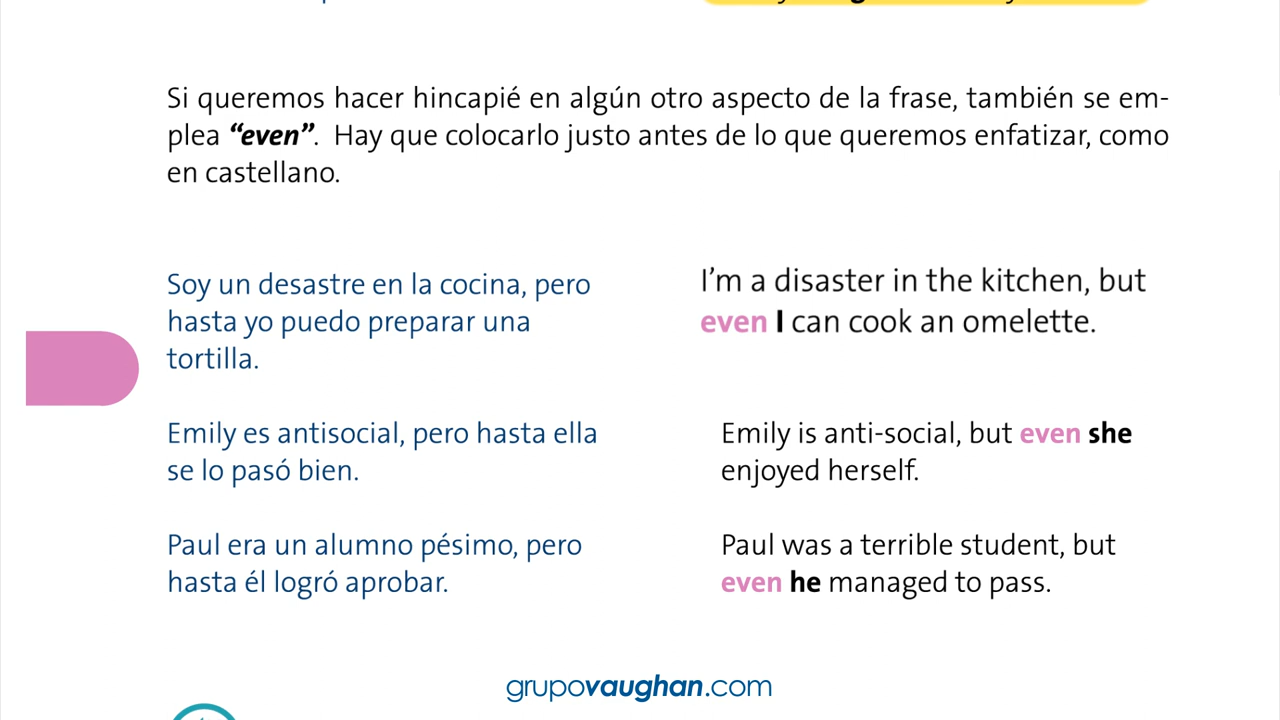 Si queremos hacer hincapié en algún otro aspecto de la frase, también se em-
plea “even”. Hay que colocarlo justo antes de lo que queremos enfatizar, como
en castellano.
Soy un desastre en la cocina, pero
hasta yo puedo preparar una
tortilla.
I’m a disaster in the kitchen, but
even I can cook an omelette.
Emily es antisocial, pero hasta ella
se lo pasó bien.
Emily is anti-social, but even she
enjoyed herself.
Paul era un alumno pésimo, pero
hasta él logró aprobar.
Paul was a terrible student, but
even he managed to pass.
grupovaughan.com